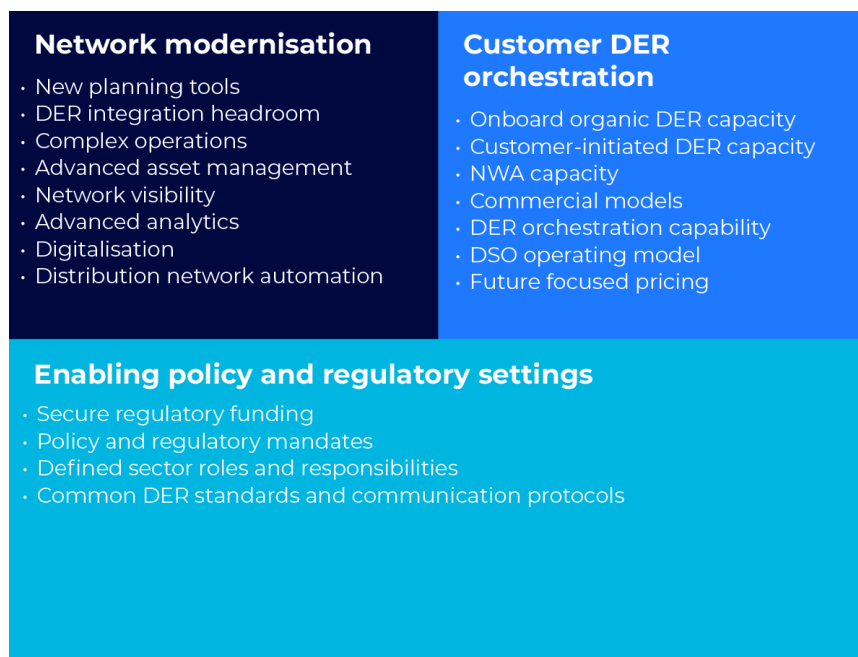 Network modernisation
• New planning tools
• DER integration headroom
• Complex operations
• Advanced asset management
• Network visibility
• Advanced analytics
• Digitalisation
• Distribution network automation
Customer DER
orchestration
• Onboard organic DER capacity
• Customer-initiated DER capacity
• NWA capacity
• Commercial models
• DER orchestration capability
• DSO operating model
• Future focused pricing
Enabling policy and regulatory settings
• Secure regulatory funding
• Policy and regulatory mandates
• Defined sector roles and responsibilities
• Common DER standards and communication protocols